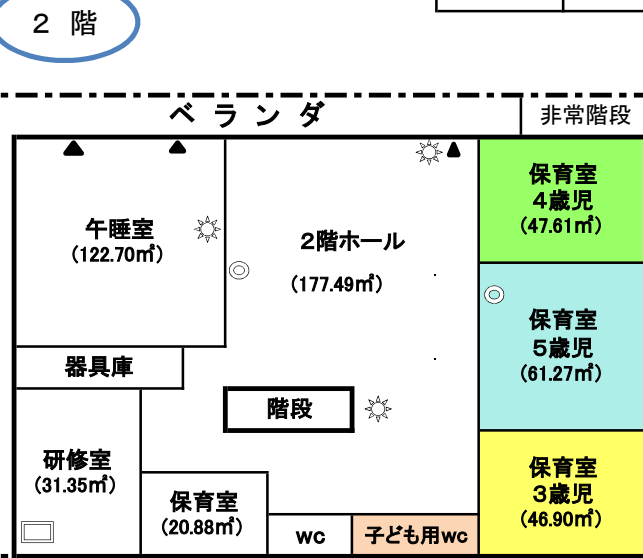 ２ 階
ベランダ
非常階段
午睡室
(122.70㎡)
２階ホール
(177.49㎡)
保育室
４歳児
(47.61㎡)
保育室
５歳児
(61.27㎡)
器具庫
階段
研修室
(31.35㎡)
保育室
(20.88㎡)
保育室
３歳児
(46.90㎡)
wc
子ども用wc